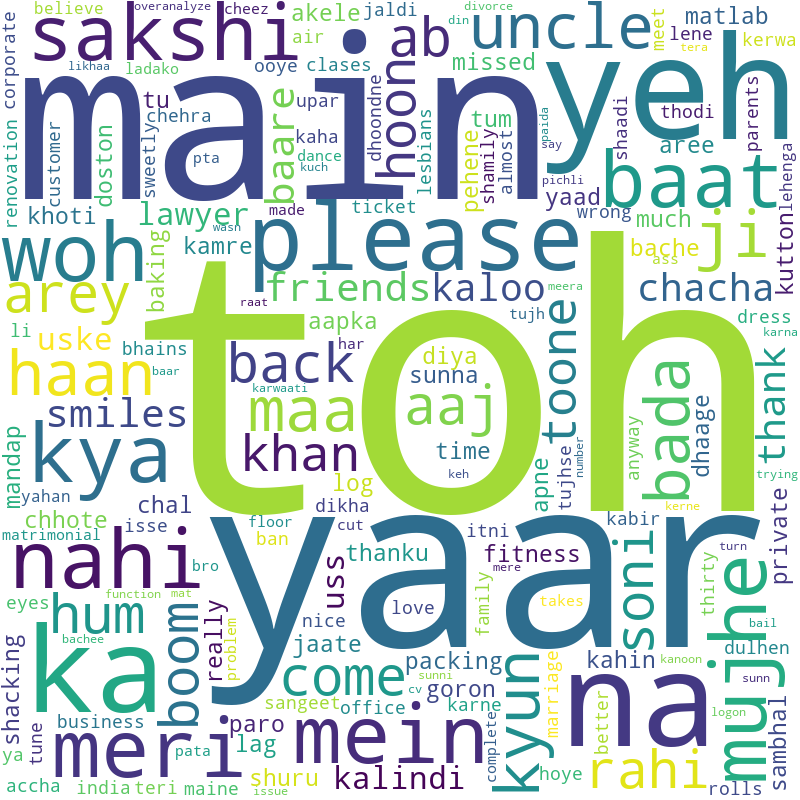 believe
overanalyze
cheez
akele
jaldi
din
divorce
uncle
meet
tera
matlab
lene
kerwa
corporate
sakshi
air
ab
likhaa
ladako
ooye
clases
missed
main
yeh
tu
upar
tum
thodi
parents
renovation
customer
chehra
sweetly
doston
pta
kaha
dance
kuch
baare
dhoondne
hoon
lesbians
pehene
shamily
almost
paida
say
aree
shaadi
baat
pichli
yaad
lehenga
khoti
lawyer
made
ticket
wasn
wrong
much
ji
kutton
woh
baking
kamre
please
bache
ass
arey
friends
kaloo
meera
chacha
karna
li
uske
raat
aapka
tujh
dress
toh
bhains
har
diya
toone
haan
baar
back
karwaati
sunna
bada
thank
smiles
maa
aaj
dhaage
kya
khan
time
anyway
mandap
log
keh
number
trying
yahan
chal
dikha
apne
tujhse
kerne
chhote
isse
floor
cut
itni
kabir
turn
private
matrimonial
ban
yaar
nahi
bro
uss
thanku
fitness
soni
mere
family
thirty
mujhe
eyes
function
mat
love
takes
bail
hum
boom
really
nice
ka
bachee
problem
jaate
packing
kahin
dulhen
kanoon
come
sunni
cv
goron
kyun
marriage
na
sunn
shacking
tune
business
paro
sangeet
office
karne
better
logon
sambhal
meri
pata
lag
mein
complete
ya
accha
india
teri
maine
issue
shuru
kalindi
hoye
rahi
rolls